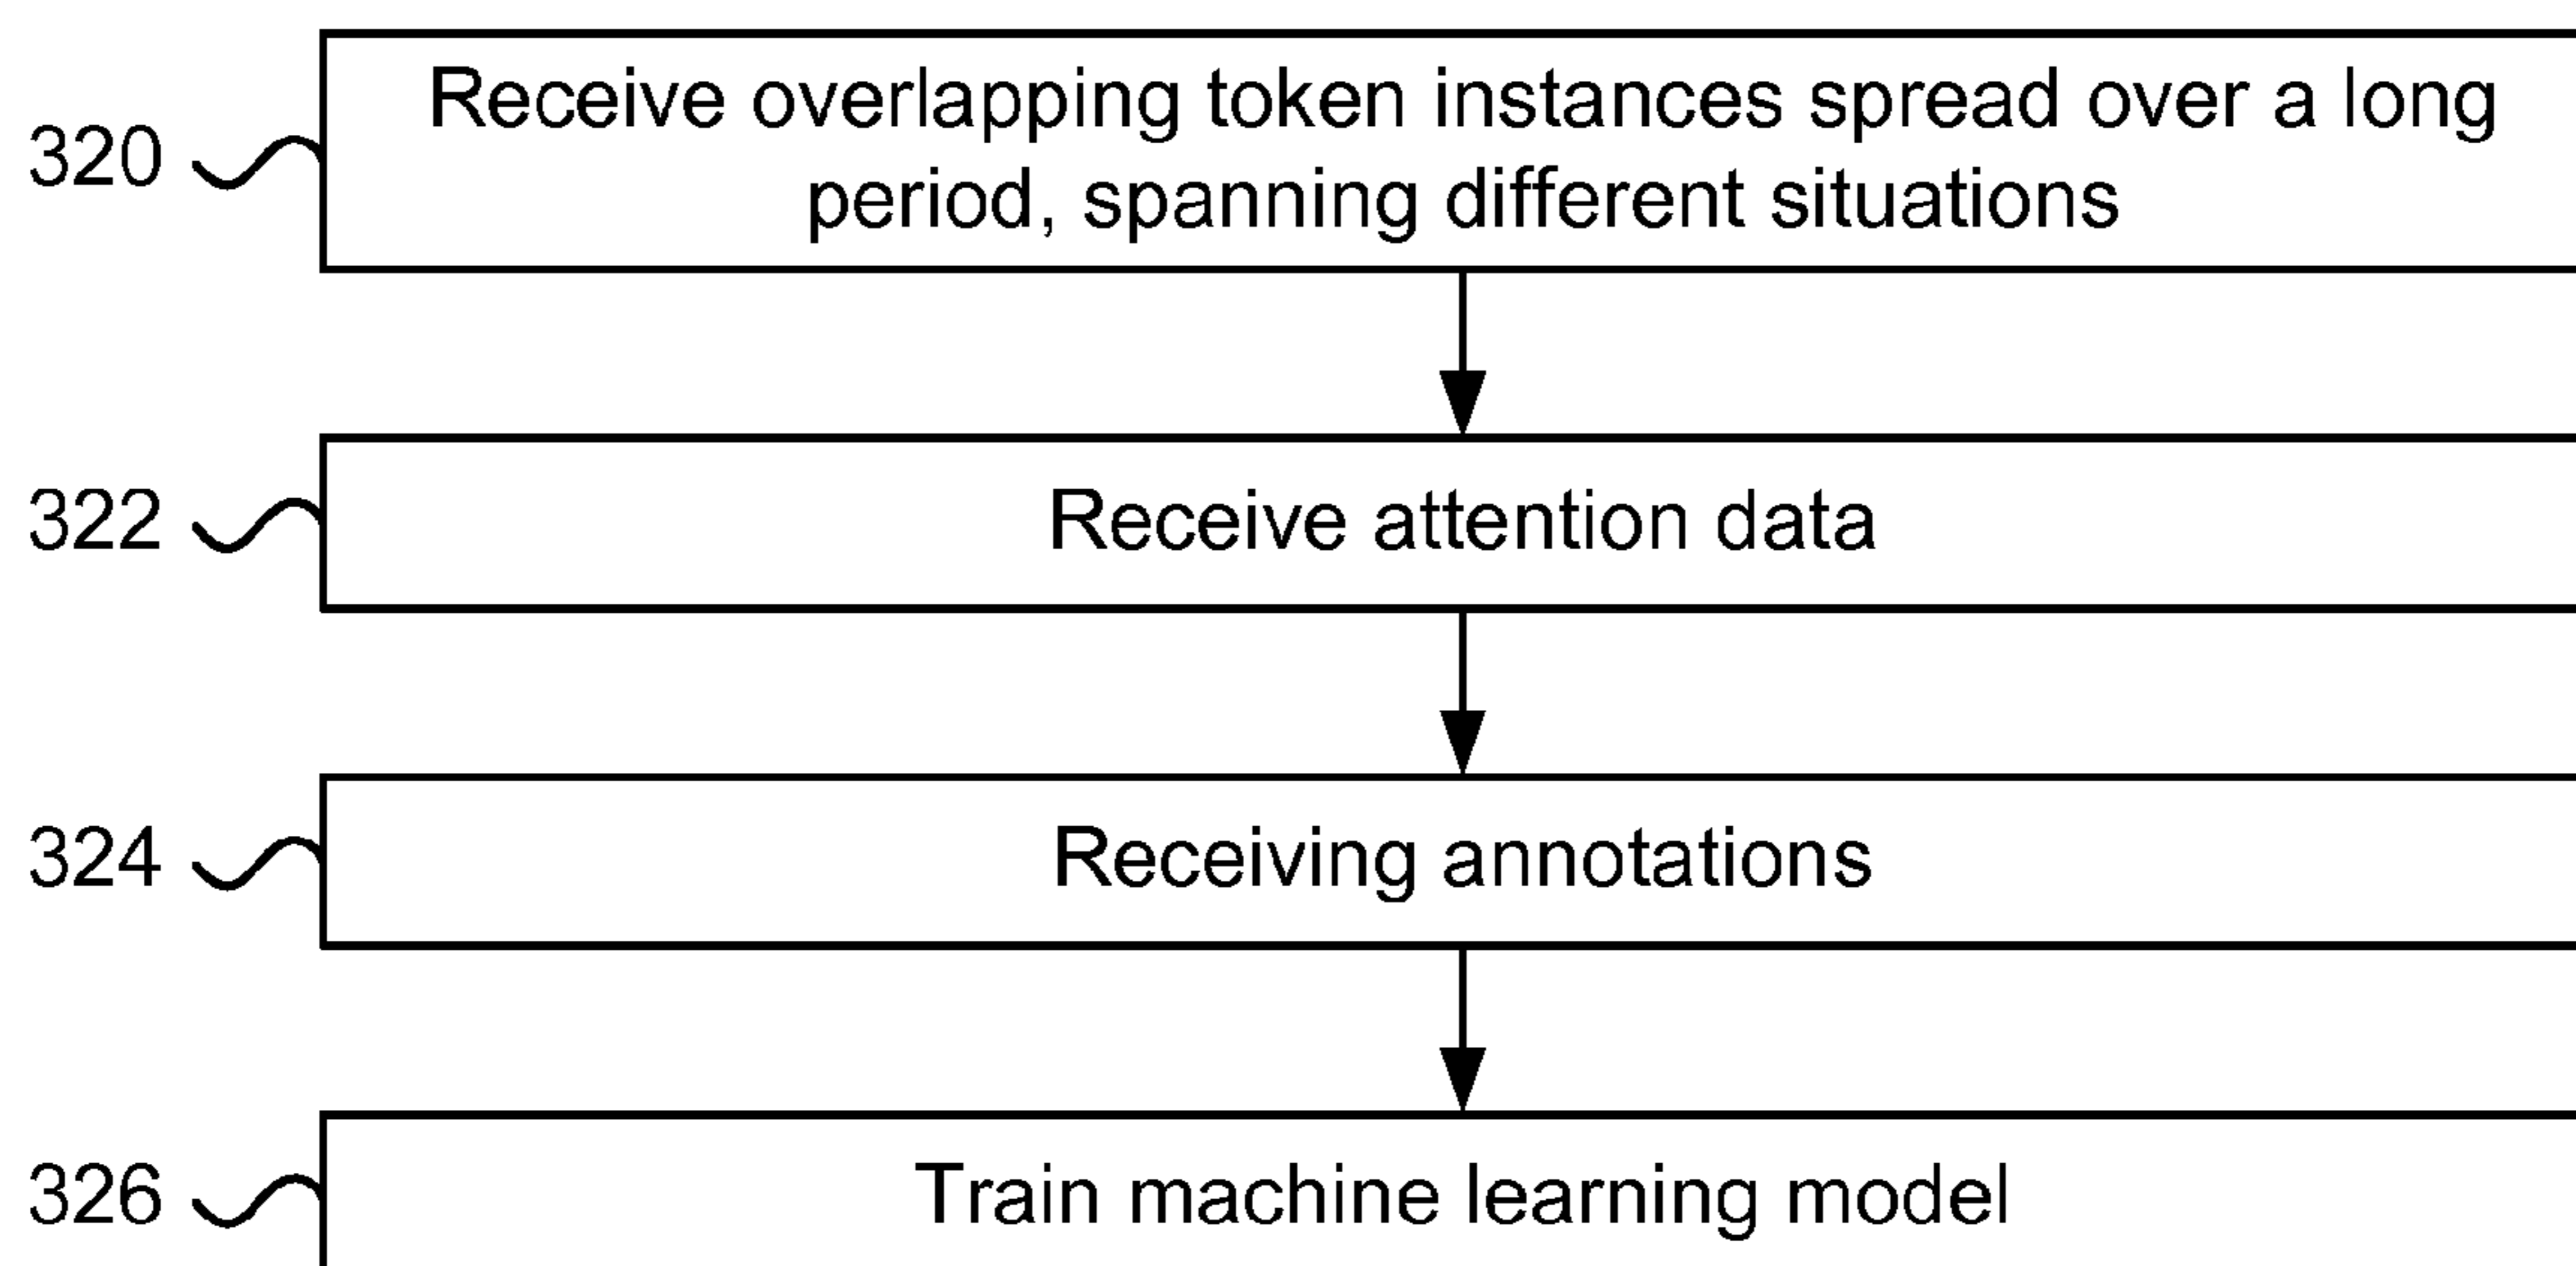 Receive overlapping token instances spread over a long
320
period, spanning different situations
322
Receive attention data
324
Receiving annotations
326
Train machine learning model